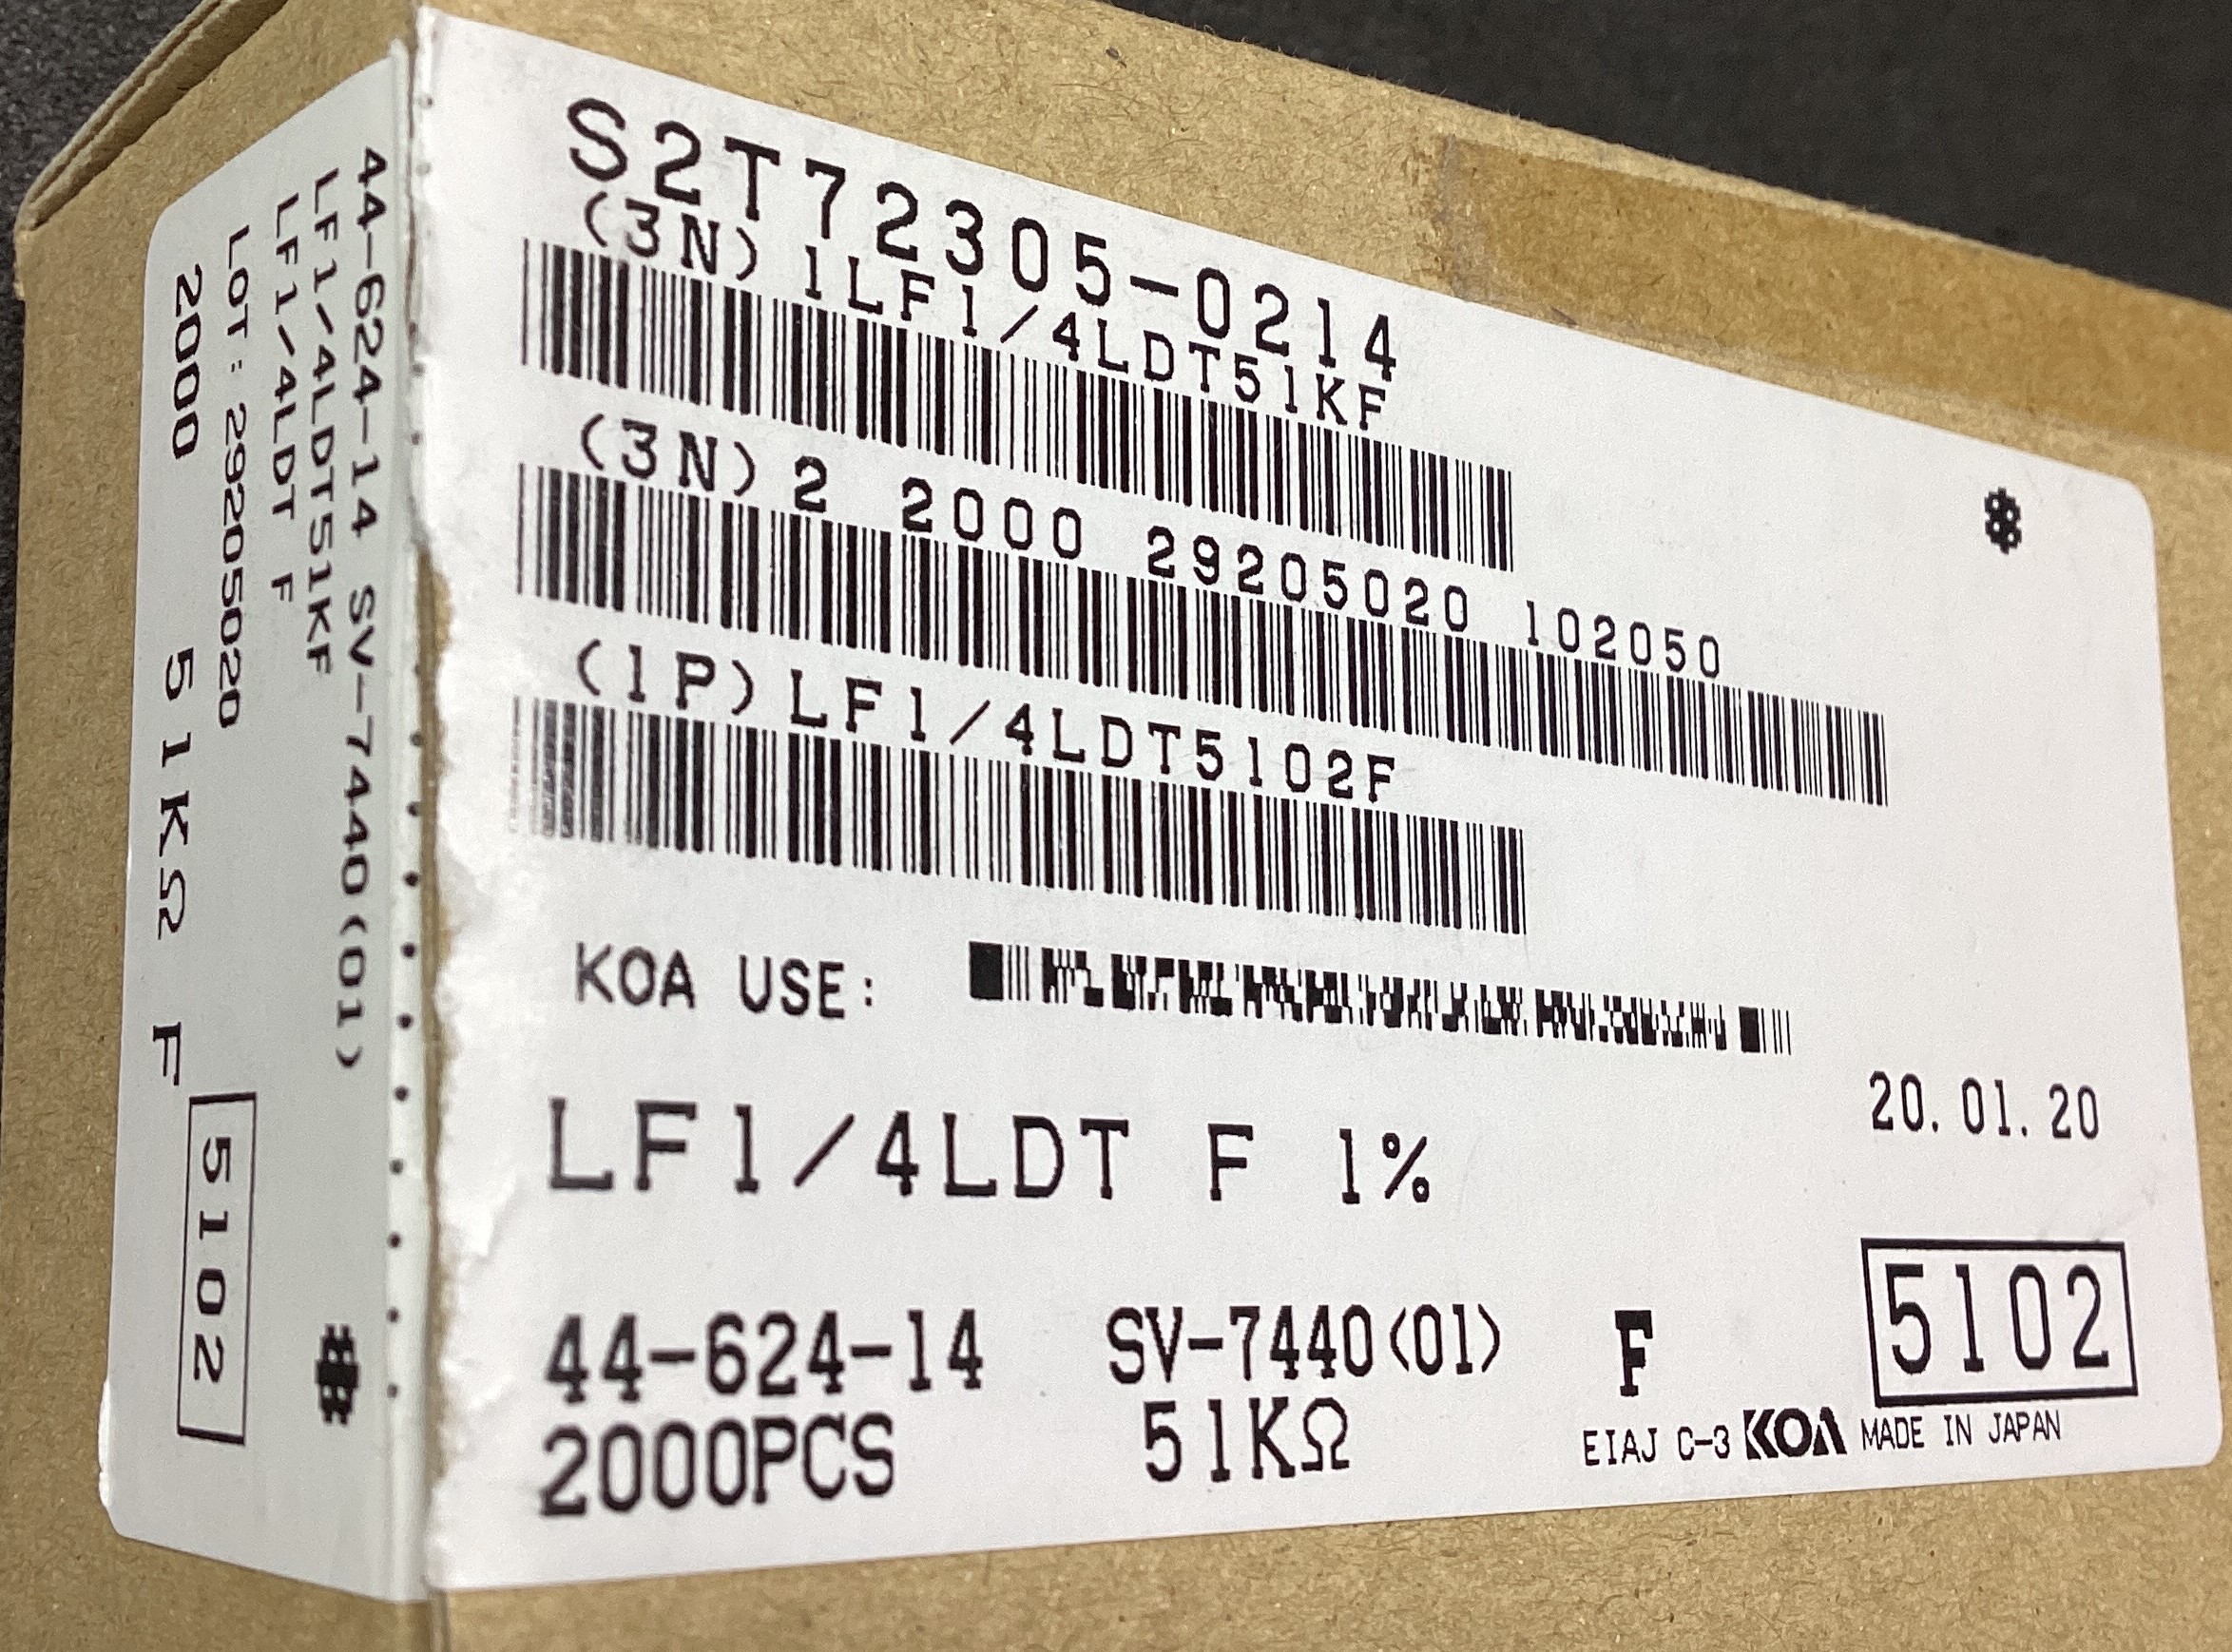 S2T72305-0214
(3N)1LF1/4LDT51KF
(3N)2 2000 29205020 102050
(1P)LF1/4LDT5102F
KOA USE:
20.01.20
LF1/4LDT F 1%
44-624-14 SV-7440(01) F 5102
2000PCS 51KΩ
EIAJ C-3 KOA MADE IN JAPAN
44-624-14 SV-7440(01)
LF1/4LDT51KF
LF1/4LDT F
LOT: 29205020
2000 51KΩ F
5102